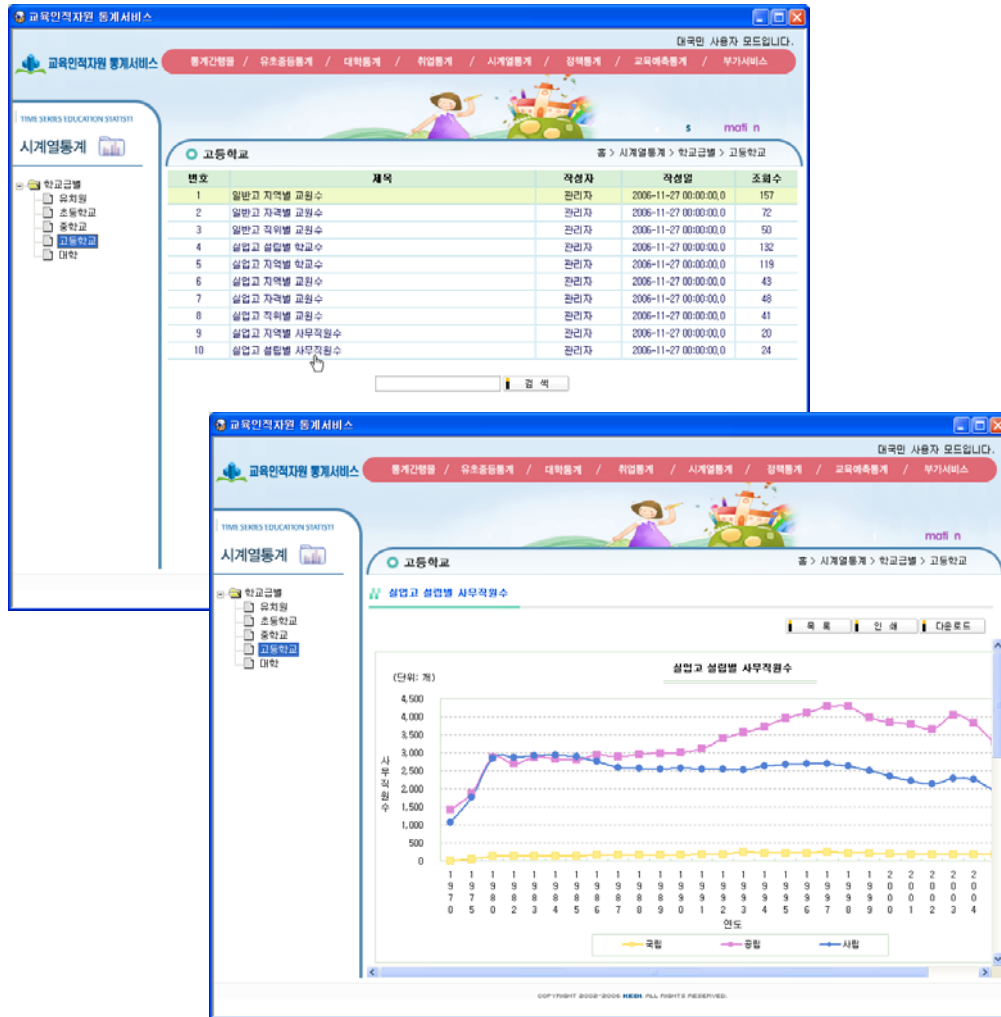 교육인적자원 통계서비스
대국민 사용자 모드입니다.
교육인적자원 통계서비스
통계간행물 / 유초중등통계 / 대학통계 / 취업통계 / 시계열통계 / 정책통계 / 교육예측통계 / 부가서비스
TIME SERIES EDUCATION STATISTI
시계열통계
s mati n
고등학교
홈 > 시계열통계 > 학교급별 > 고등학교
학교급별
유치원
초등학교
중학교
고등학교
대학
번호 제목 작성자 작성일 조회수
1 일반고 지역별 교원수 관리자 2006-11-27 00:00:00.0 157
2 일반고 자격별 교원수 관리자 2006-11-27 00:00:00.0 72
3 일반고 직위별 교원수 관리자 2006-11-27 00:00:00.0 50
4 실업고 설립별 학교수 관리자 2006-11-27 00:00:00.0 132
5 실업고 지역별 학교수 관리자 2006-11-27 00:00:00.0 119
6 실업고 지역별 교원수 관리자 2006-11-27 00:00:00.0 43
7 실업고 자격별 교원수 관리자 2006-11-27 00:00:00.0 48
8 실업고 직위별 교원수 관리자 2006-11-27 00:00:00.0 41
9 실업고 지역별 사무직원수 관리자 2006-11-27 00:00:00.0 20
10 실업고 설립별 사무직원수 관리자 2006-11-27 00:00:00.0 24
검 색
교육인적자원 통계서비스
대국민 사용자 모드입니다.
교육인적자원 통계서비스
통계간행물 / 유초중등통계 / 대학통계 / 취업통계 / 시계열통계 / 정책통계 / 교육예측통계 / 부가서비스
TIME SERIES EDUCATION STATISTI
시계열통계
mati n
고등학교
홈 > 시계열통계 > 학교급별 > 고등학교
학교급별
유치원
초등학교
중학교
고등학교
대학
실업고 설립별 사무직원수
목 록
인 쇄
다운로드
실업고 설립별 사무직원수
(단위: 개)
사무직원수
4,500
4,000
3,500
3,000
2,500
2,000
1,500
1,000
500
0
1970 1975 1980 1982 1983 1984 1985 1986 1987 1988 1989 1990 1991 1992 1993 1994 1995 1996 1997 1998 1999 2000 2001 2002 2003 2004
연도
국립 공립 사립
COPYRIGHT 2002-2005 KEDI. ALL RIGHTS RESERVED.